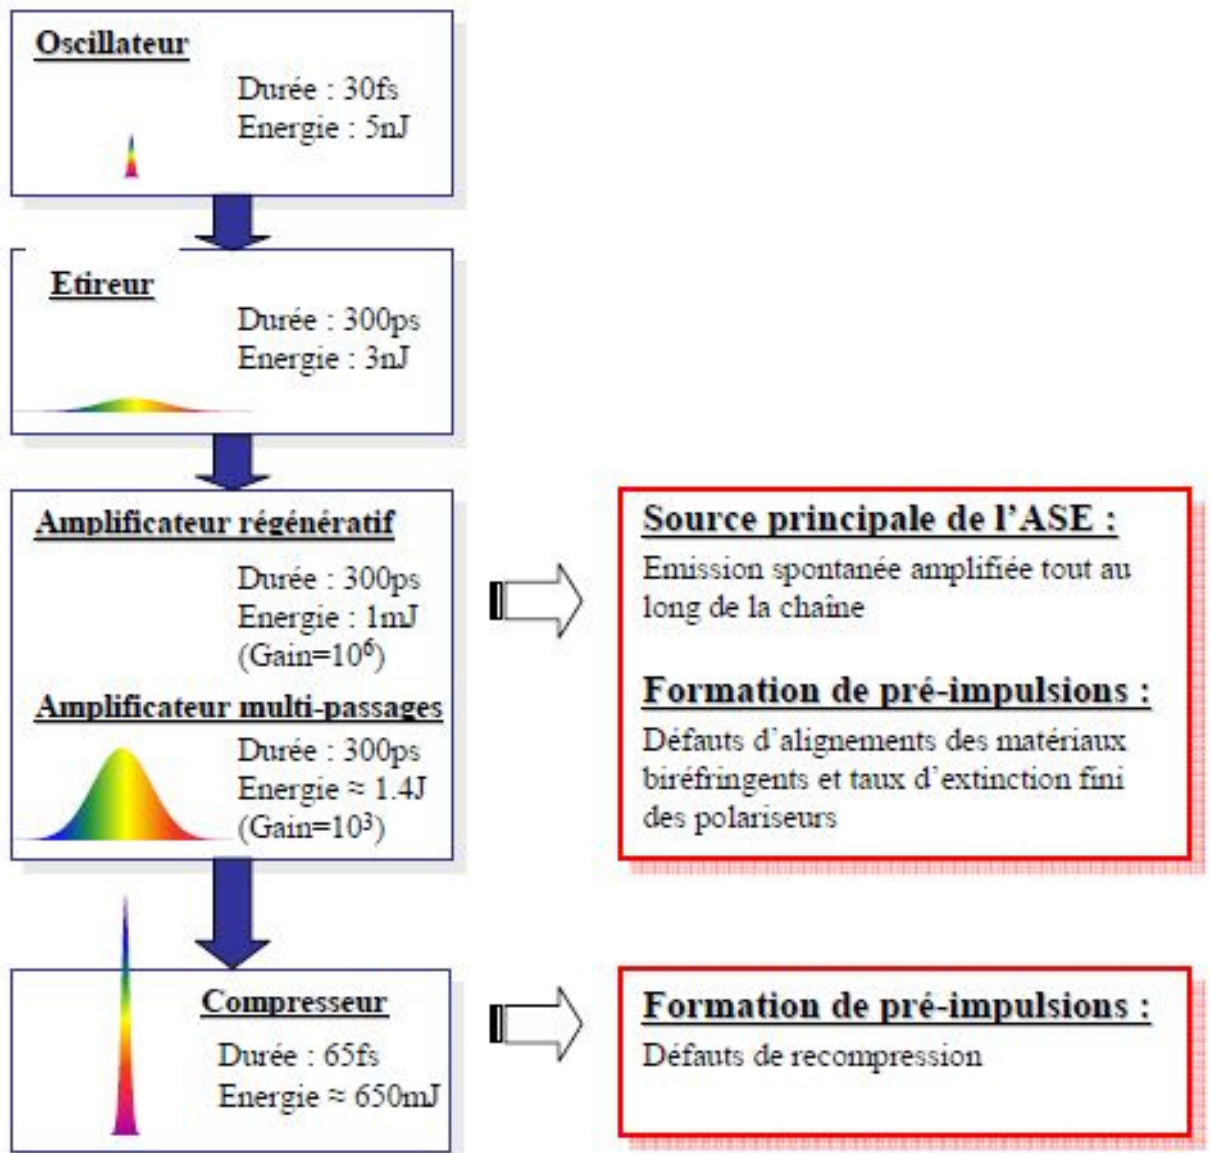 Oscillateur
Durée : 30fs
Energie : 5nJ
Etireur
Durée : 300ps
Energie : 3nJ
Amplificateur régénératif
Durée : 300ps
Energie : 1mJ
(Gain=10⁶)
Amplificateur multi-passages
Durée : 300ps
Energie ≈ 1.4J
(Gain=10³)
Source principale de l’ASE :
Emission spontanée amplifiée tout au
long de la chaîne
Formation de pré-impulsions :
Défauts d’alignements des matériaux
biréfringents et taux d’extinction fini
des polariseurs
Compresseur
Durée : 65fs
Energie ≈ 650mJ
Formation de pré-impulsions :
Défauts de recompression